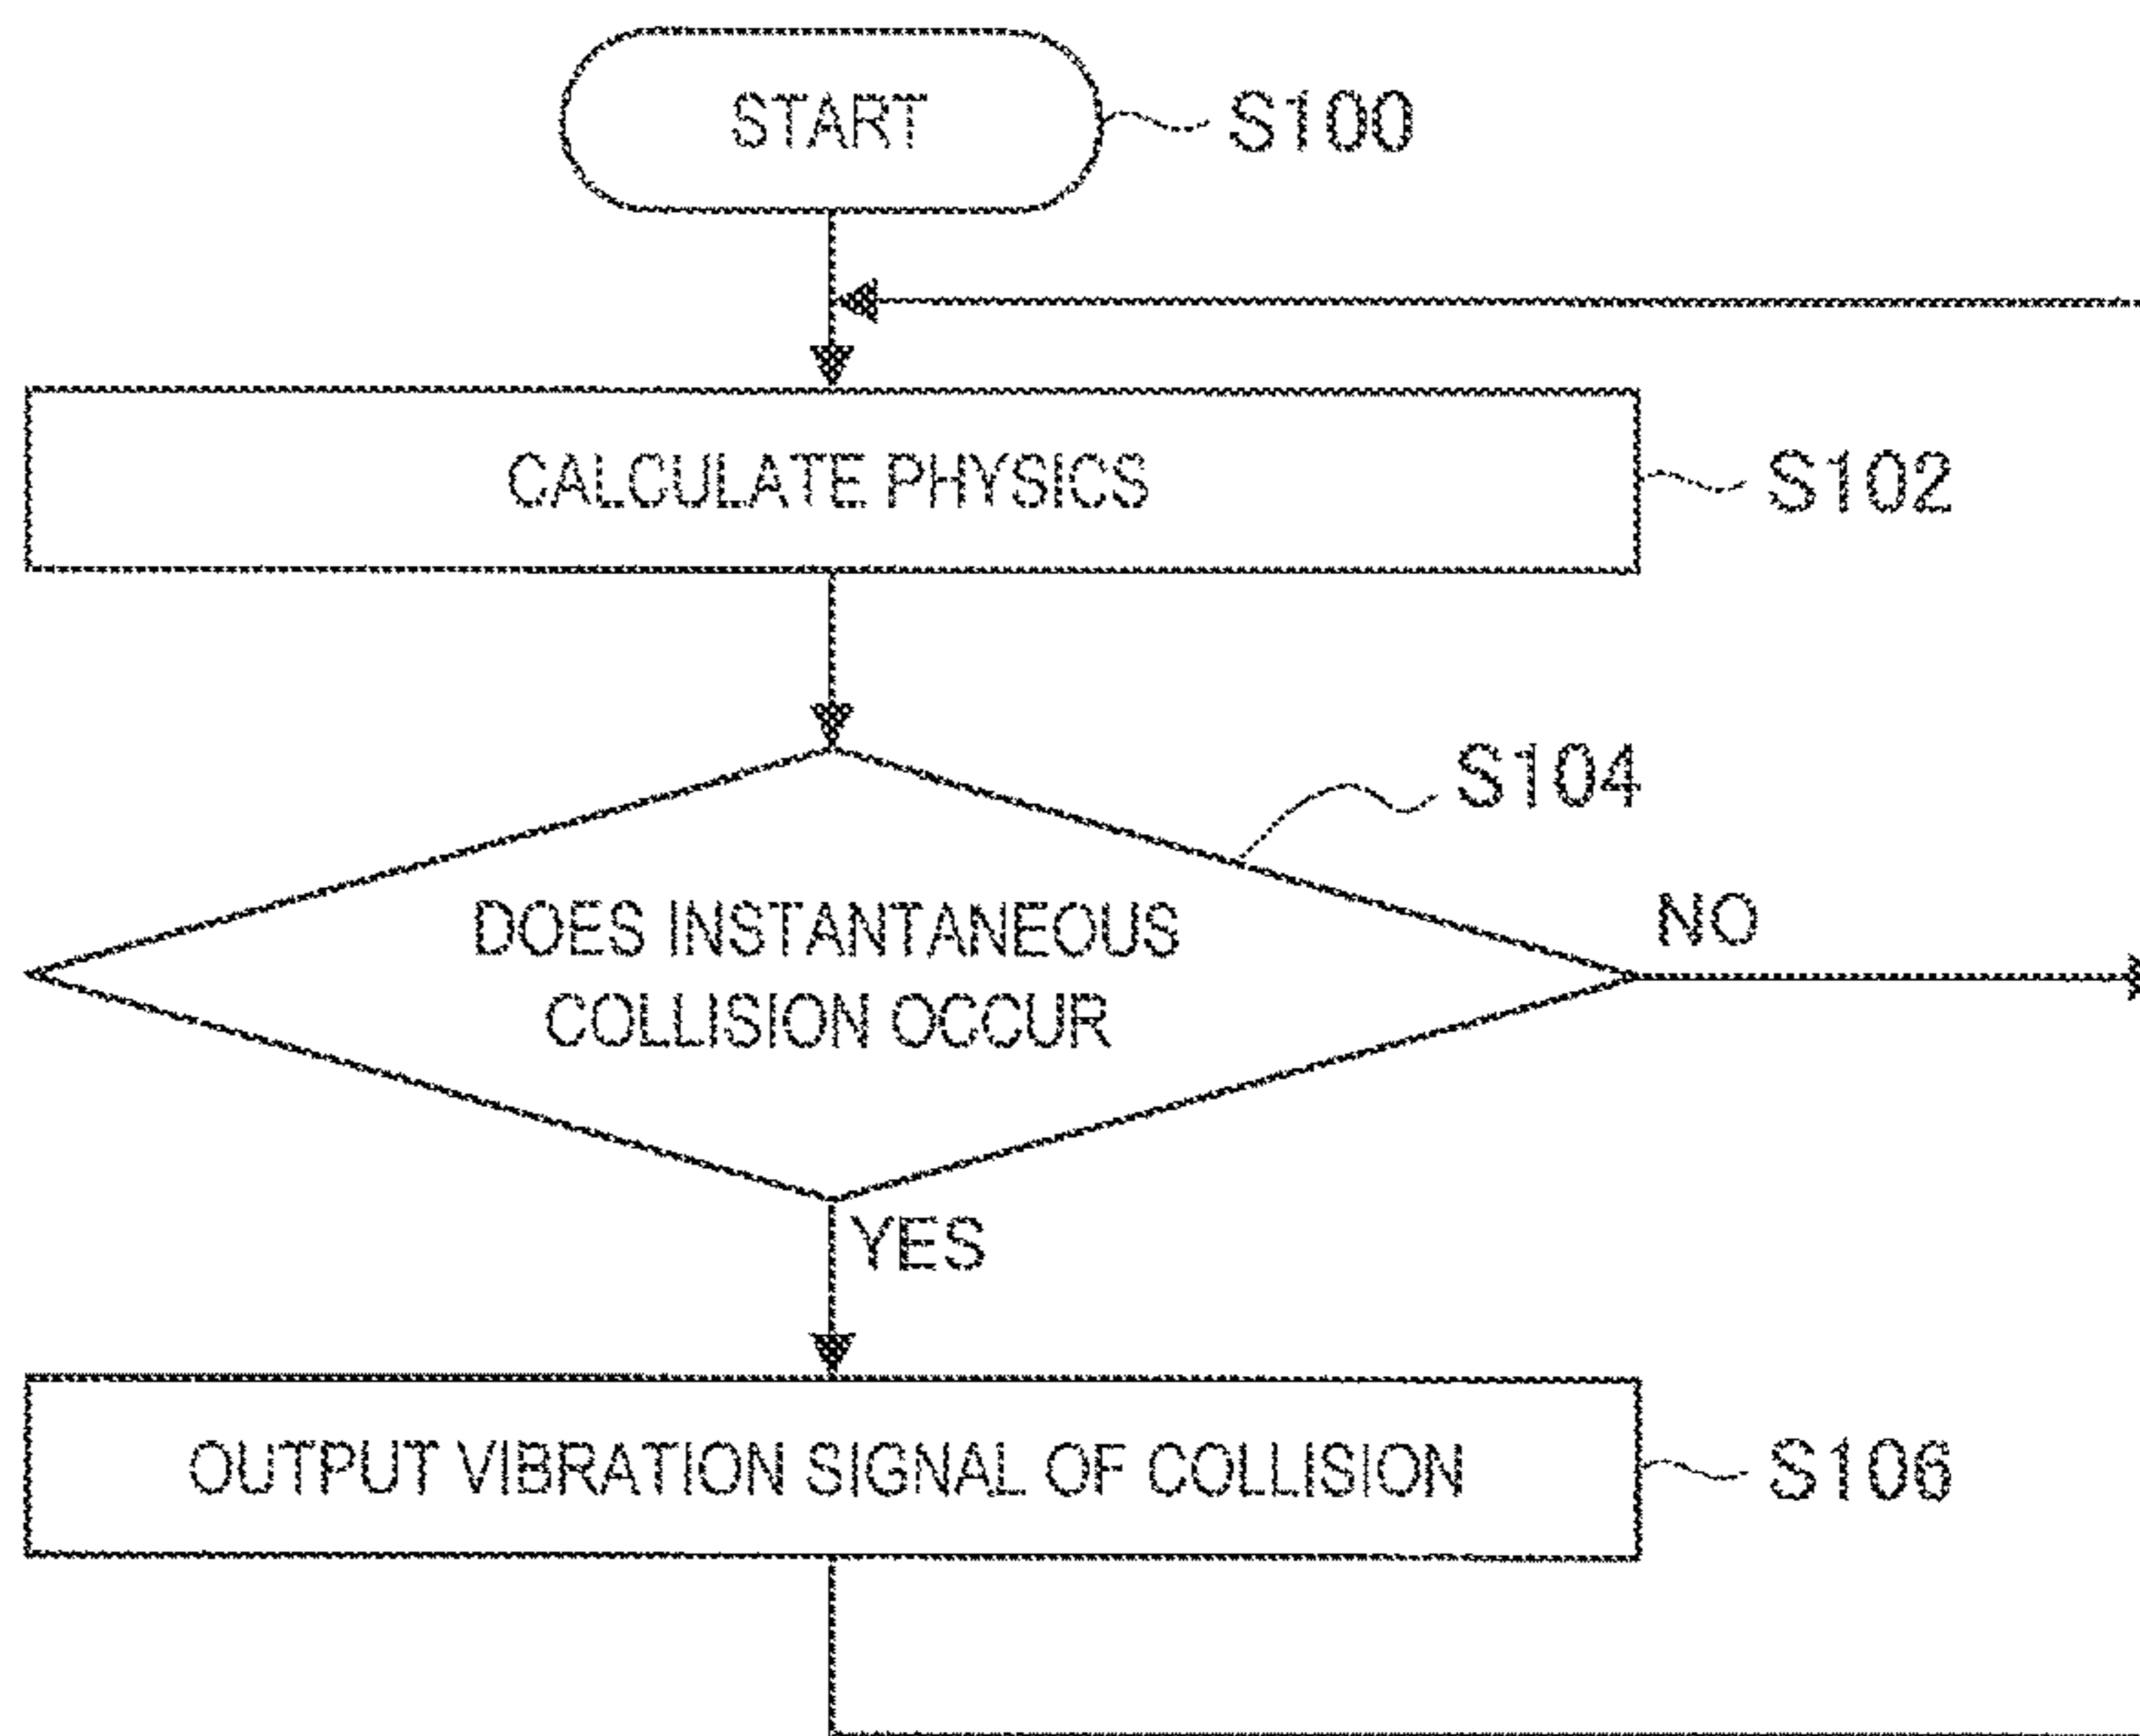 START
S100
CALCULATE PHYSICS
S102
S104
DOES INSTANTANEOUS
COLLISION OCCUR
NO
YES
OUTPUT VIBRATION SIGNAL OF COLLISION
S106